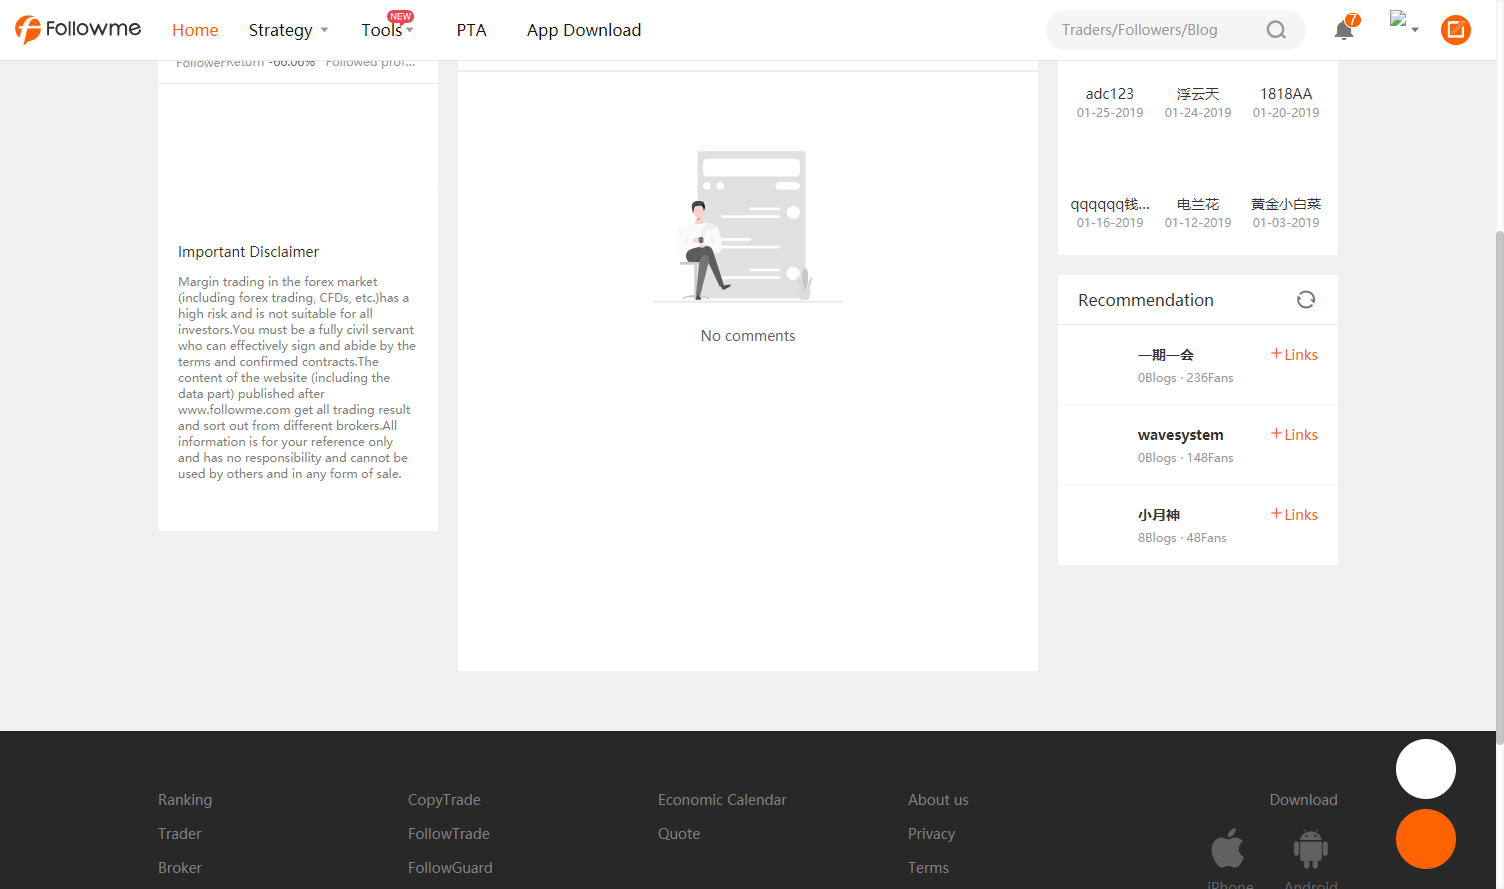 Followme
Home
Strategy
Tools
NEW
PTA
App Download
Traders/Followers/Blog
7
FollowerReturn -66.06% Followed prof...
Important Disclaimer
Margin trading in the forex market
(including forex trading, CFDs, etc.)has a
high risk and is not suitable for all
investors.You must be a fully civil servant
who can effectively sign and abide by the
terms and confirmed contracts.The
content of the website (including the
data part) published after
www.followme.com get all trading result
and sort out from different brokers.All
information is for your reference only
and has no responsibility and cannot be
used by others and in any form of sale.
No comments
adc123 浮云天 1818AA
01-25-2019 01-24-2019 01-20-2019
qqqqqq钱... 电兰花 黄金小白菜
01-16-2019 01-12-2019 01-03-2019
Recommendation
一期一会
+Links
0Blogs · 236Fans
wavesystem
+Links
0Blogs · 148Fans
小月神
+Links
8Blogs · 48Fans
Ranking
Trader
Broker
CopyTrade
FollowTrade
FollowGuard
Economic Calendar
Quote
About us
Privacy
Terms
Download
iPhone Android